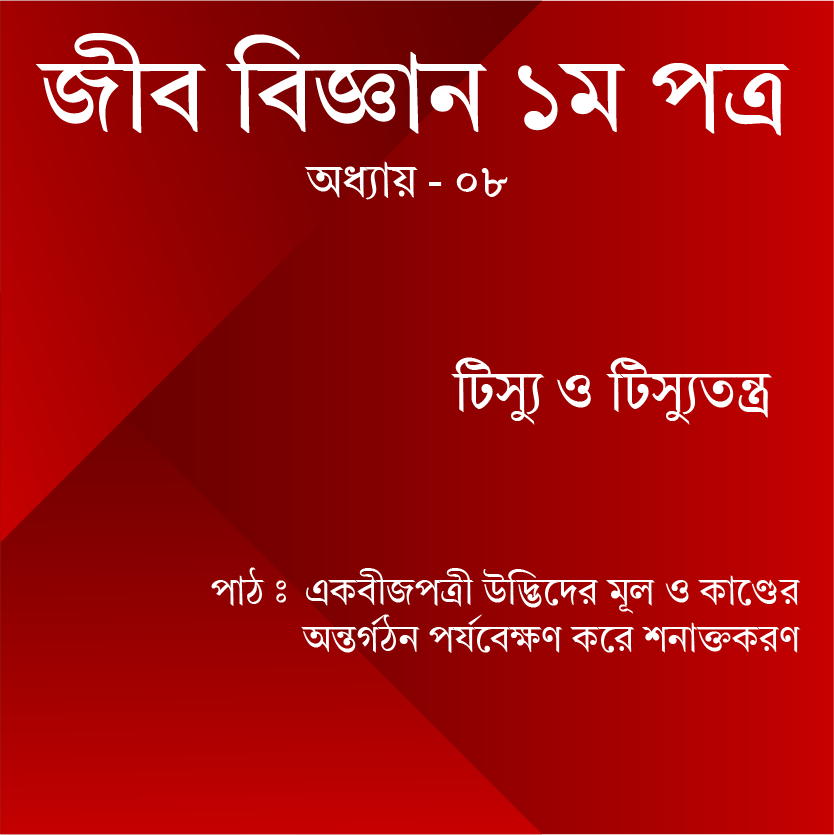 জীব বিজ্ঞান ১ম পত্র
অধ্যায় - ০৮
টিস্যু ও টিস্যুতন্ত্র
পাঠ ঃ একবীজপত্রী উদ্ভিদের মূল ও কাণ্ডের
অন্তর্গঠন পর্যবেক্ষণ করে শনাক্তকরণ